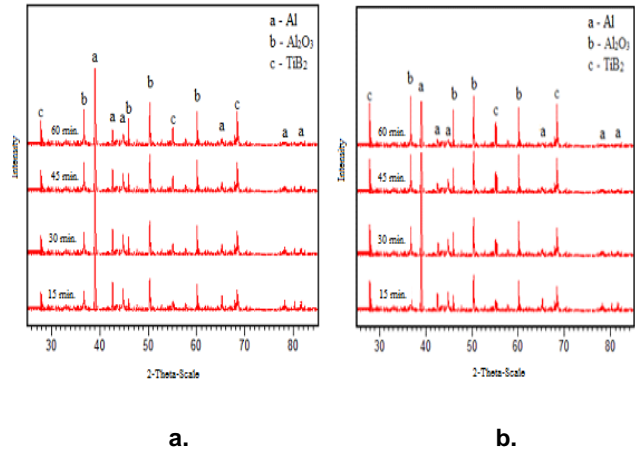 a - Al
b - Al₂O₃
c - TiB₂
a
b
b
b
c
a a b
c
c
a
a a
60 min.
45 min.
30 min.
15 min.
Intensity
30 40 50 60 70 80
2-Theta-Scale
a.
a - Al
b - Al₂O₃
c - TiB₂
b a b b b c
c
c
a a
a
a a
60 min.
45 min.
30 min.
15 min.
Intensity
30 40 50 60 70 80
2-Theta-Scale
b.